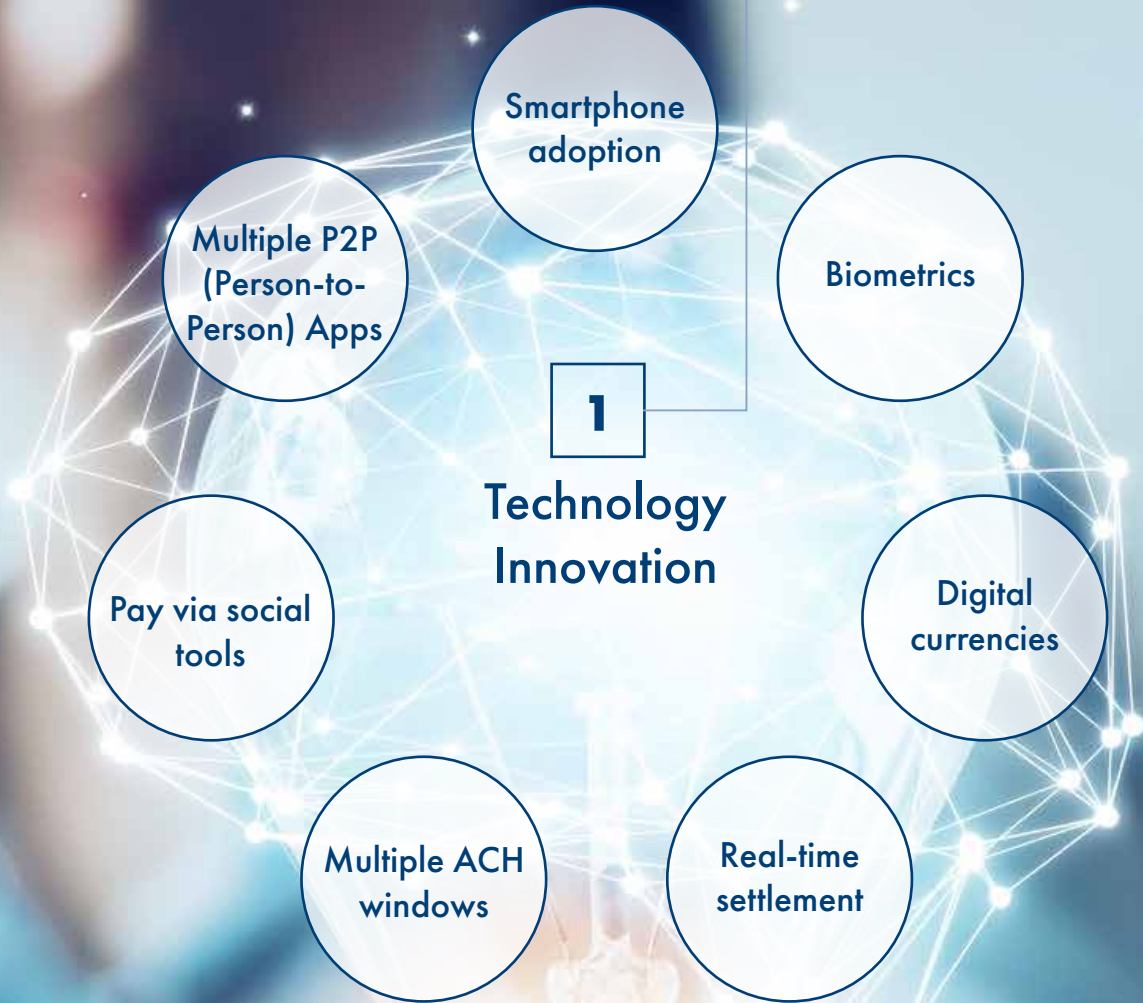 Smartphone
adoption
Multiple P2P
(Person-to-
Person) Apps
Biometrics
1
Technology
Innovation
Pay via social
tools
Digital
currencies
Multiple ACH
windows
Real-time
settlement